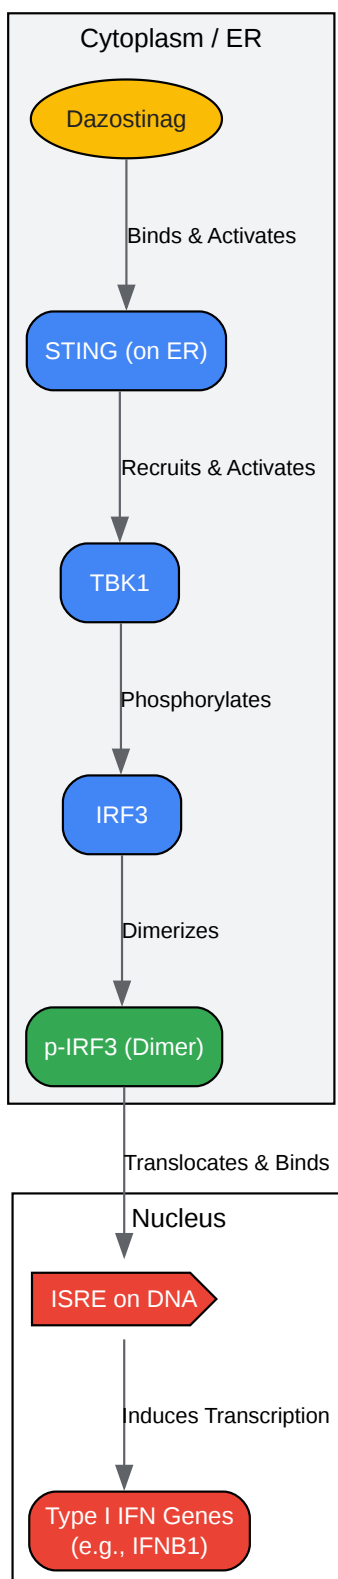 Cytoplasm / ER
Dazostinag
Binds & Activates
STING (on ER)
Recruits & Activates
TBK1
Phosphorylates
IRF3
Dimerizes
p-IRF3 (Dimer)
Translocates & Binds
Nucleus
ISRE on DNA
Induces Transcription
Type I IFN Genes
(e.g., IFNB1)